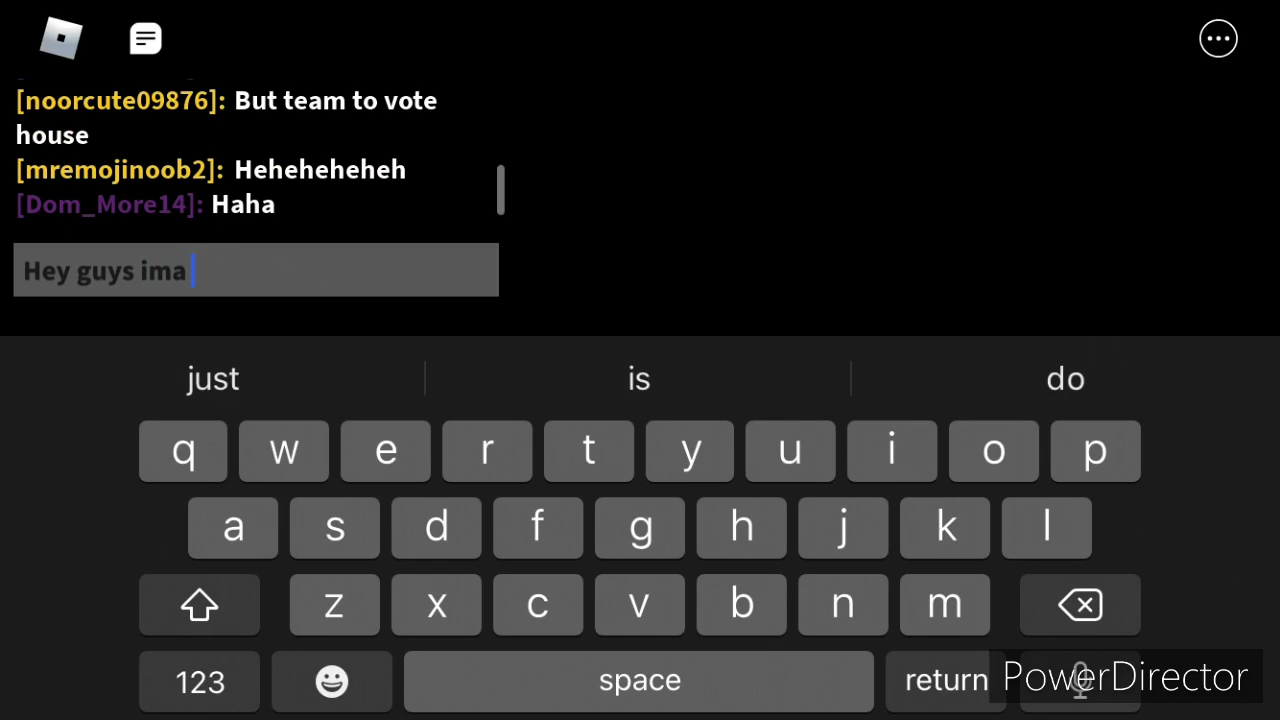 [noorcute09876]: But team to vote
house
[mremojinoob2]: Heheheheheh
[Dom_More14]: Haha
Hey guys ima
just is do
q w e r t y u i o p
a s d f g h j k l
z x c v b n m
123 space return
PowerDirector